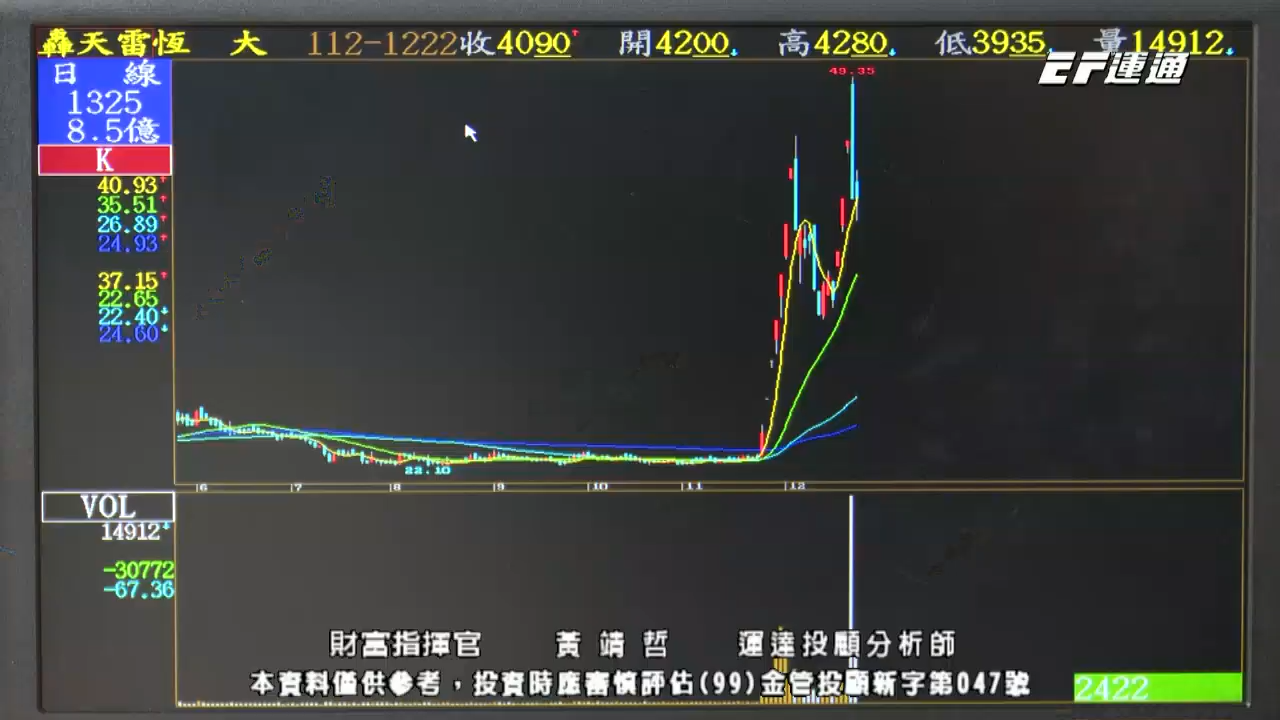 轟天雷恆 大 112-1222收4090 開4200 高4280 低3935 量14912
EF運通
日 線
1325
8.5億
K
40.93
35.51
26.89
24.93
37.15
22.65
22.40
24.60
49.35
22.10
6 7 8 9 10 11 12
VOL
14912
-30772
-67.36
財富指揮官 黃靖哲 運達投顧分析師
本資料僅供參考，投資時應審慎評估(99)金管投顧新字第047號
2422